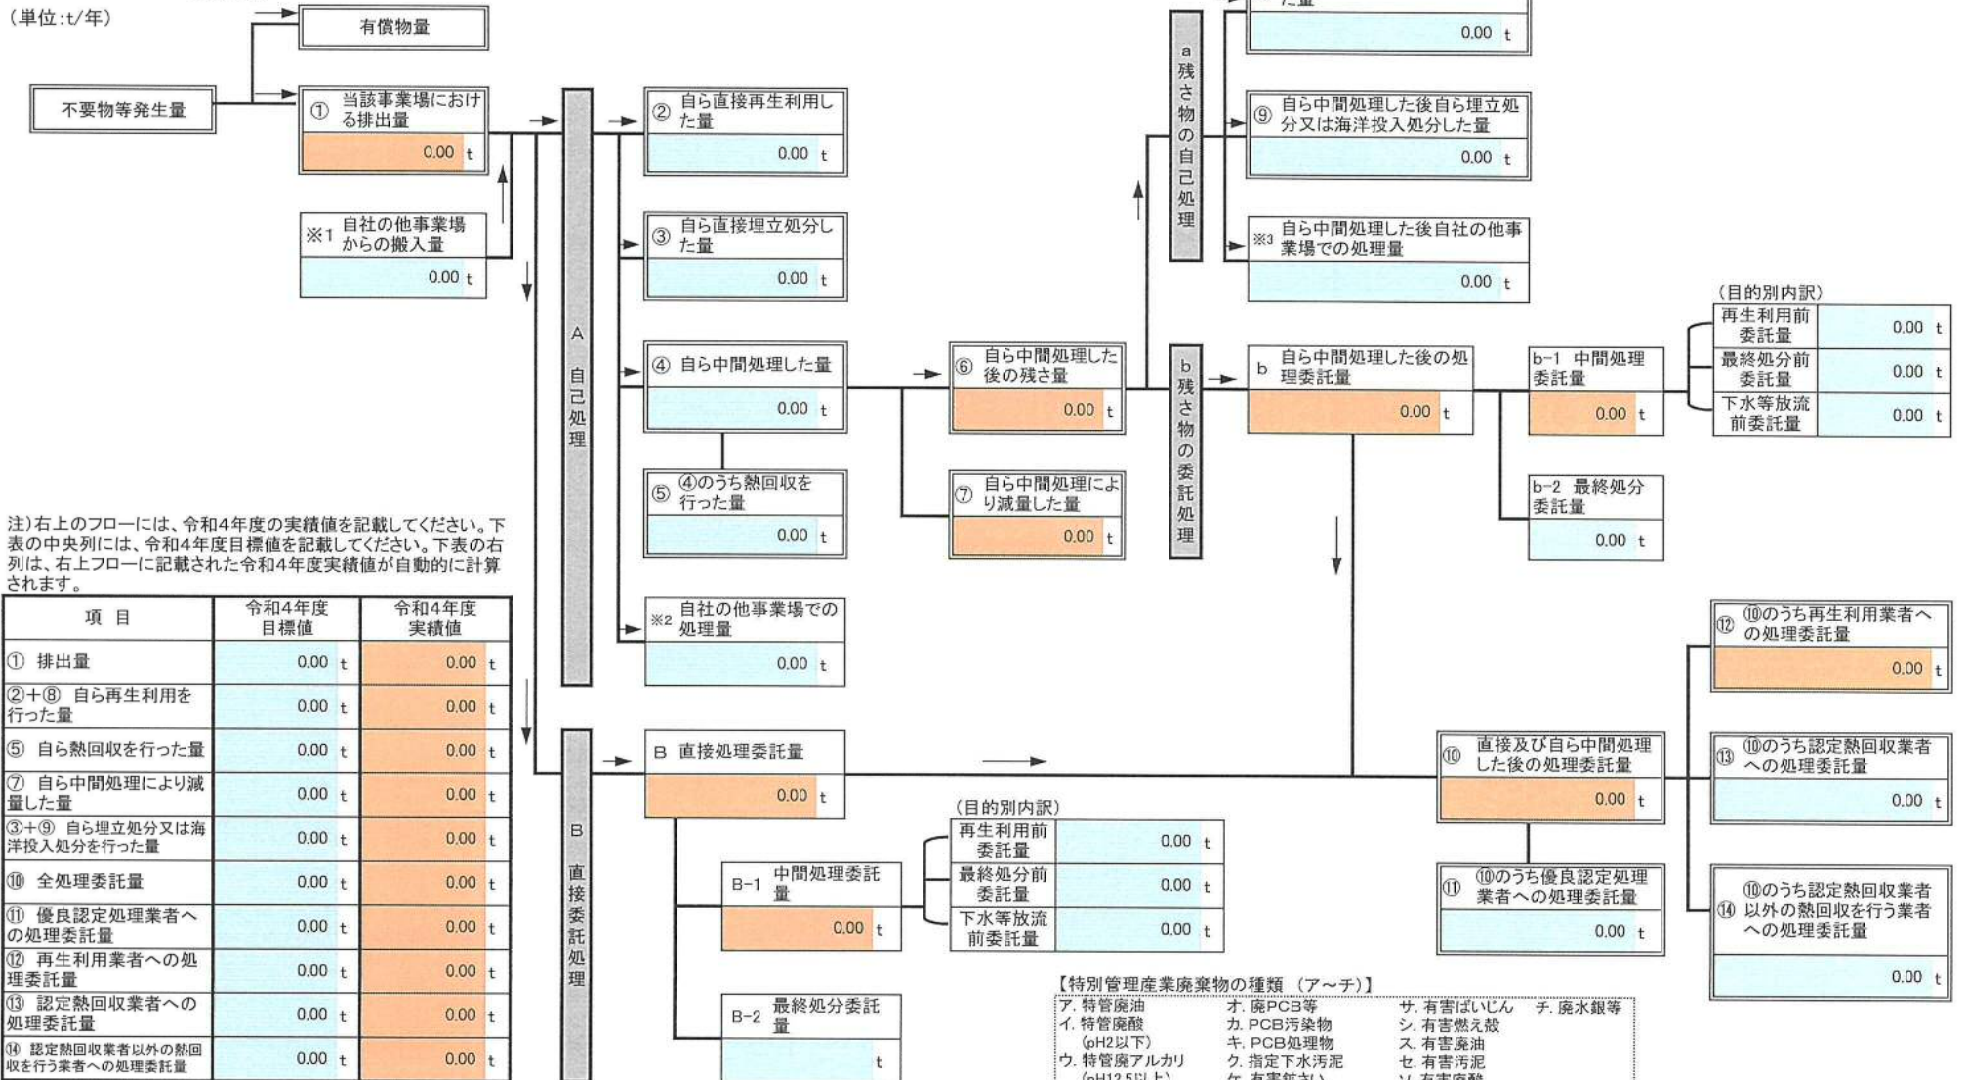 (単位:t/年)
有償物量
不要物等発生量
① 当該事業場におけ
る排出量
0.00 t
※1 自社の他事業場
からの搬入量
0.00 t
A 自己処理
② 自ら直接再生利用し
た量
0.00 t
③ 自ら直接埋立処分し
た量
0.00 t
④ 自ら中間処理した量
0.00 t
⑤ ④のうち熱回収を
行った量
0.00 t
※2 自社の他事業場での
処理量
0.00 t
⑥ 自ら中間処理した
後の残さ量
0.00 t
⑦ 自ら中間処理によ
り減量した量
0.00 t
a 残さ物の自己処理
た量
0.00 t
⑨ 自ら中間処理した後自ら埋立処
分又は海洋投入処分した量
0.00 t
※3 自ら中間処理した後自社の他事
業場での処理量
0.00 t
b 残さ物の委託処理
b 自ら中間処理した後の処
理委託量
0.00 t
b-1 中間処理
委託量
0.00 t
(目的別内訳)
再生利用前
委託量
0.00 t
最終処分前
委託量
0.00 t
下水等放流
前委託量
0.00 t
b-2 最終処分
委託量
0.00 t
注)右上のフローには、令和4年度の実績値を記載してください。下
表の中央列には、令和4年度目標値を記載してください。下表の右
列は、右上フローに記載された令和4年度実績値が自動的に計算
されます。
項 目
令和4年度
目標値
令和4年度
実績値
① 排出量
0.00 t 0.00 t
②+⑧ 自ら再生利用を
行った量
0.00 t 0.00 t
⑤ 自ら熱回収を行った量
0.00 t 0.00 t
⑦ 自ら中間処理により減
量した量
0.00 t 0.00 t
③+⑨ 自ら埋立処分又は海
洋投入処分を行った量
0.00 t 0.00 t
⑩ 全処理委託量
0.00 t 0.00 t
⑪ 優良認定処理業者へ
の処理委託量
0.00 t 0.00 t
⑫ 再生利用業者への処
理委託量
0.00 t 0.00 t
⑬ 認定熱回収業者への
処理委託量
0.00 t 0.00 t
⑭ 認定熱回収業者以外の熱回
収を行う業者への処理委託量
0.00 t 0.00 t
B 直接委託処理
B 直接処理委託量
0.00 t
B-1 中間処理委託
量
0.00 t
(目的別内訳)
再生利用前
委託量
0.00 t
最終処分前
委託量
0.00 t
下水等放流
前委託量
0.00 t
B-2 最終処分委託
量
t
⑩ 直接及び自ら中間処理
した後の処理委託量
0.00 t
⑪ ⑩のうち優良認定処理
業者への処理委託量
0.00 t
⑫ ⑩のうち再生利用業者へ
の処理委託量
0.00 t
⑬ ⑩のうち認定熱回収業者
への処理委託量
0.00 t
⑭ ⑩のうち認定熱回収業者
以外の熱回収を行う業者
への処理委託量
0.00 t
【特別管理産業廃棄物の種類 (ア～チ)】
ア. 特管廃油 オ. 廃PCB等 サ. 有害ばいじん チ. 廃水銀等
イ. 特管廃酸 カ. PCB汚染物 シ. 有害燃え殻
(pH2以下) キ. PCB処理物 ス. 有害廃油
ウ. 特管廃アルカリ ク. 指定下水汚泥 セ. 有害汚泥
(pH12.5以上) ケ. 有害鉱さい ソ. 有害廃酸